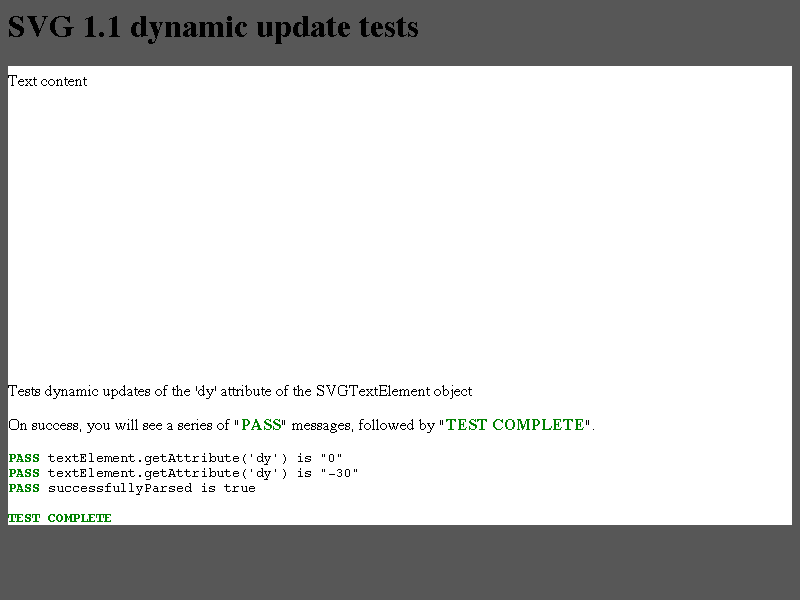 SVG 1.1 dynamic update tests
Text content
Tests dynamic updates of the 'dy' attribute of the SVGTextElement object
On success, you will see a series of "PASS" messages, followed by "TEST COMPLETE".
PASS textElement.getAttribute('dy') is "0"
PASS textElement.getAttribute('dy') is "-30"
PASS successfullyParsed is true
TEST COMPLETE